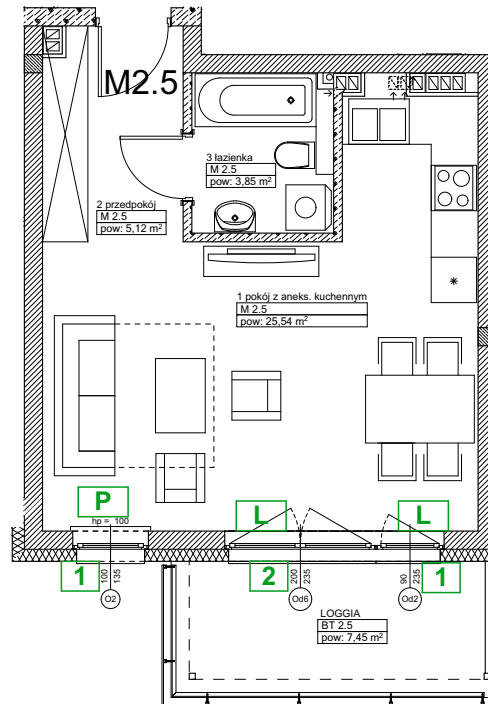 M2.5
3 łazienka
M 2.5
pow: 3,85 m²
2 przedpokój
M 2.5
pow: 5,12 m²
1 pokój z aneks. kuchennym
M 2.5
pow: 25,54 m²
P
L
L
hp = 100
1
100
135
2
200
235
90
235
1
O2
Od6
Od2
LOGGIA
BT 2.5
pow: 7,45 m²